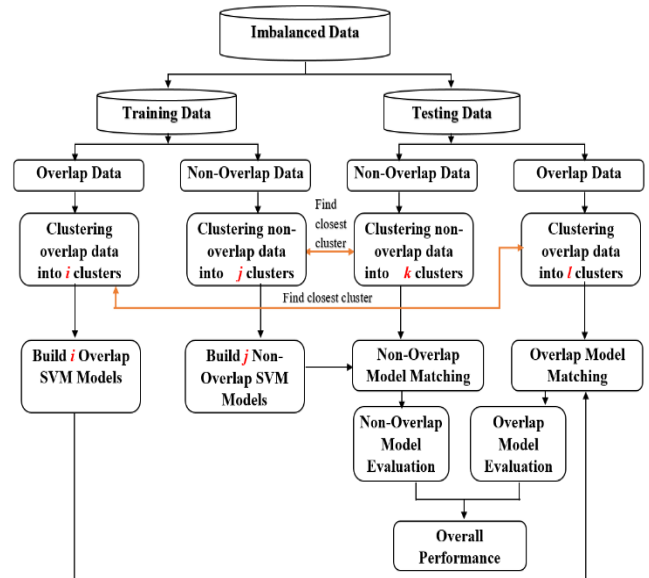 Imbalanced Data
Training Data
Testing Data
Overlap Data
Non-Overlap Data
Non-Overlap Data
Overlap Data
Clustering
overlap data
into i clusters
Clustering non-
overlap data
into j clusters
Find
closest
cluster
Clustering non-
overlap data
into k clusters
Clustering
overlap data
into l clusters
Find closest cluster
Build i Overlap
SVM Models
Build j Non-
Overlap SVM
Models
Non-Overlap
Model Matching
Overlap Model
Matching
Non-Overlap
Model
Evaluation
Overlap
Model
Evaluation
Overall
Performance